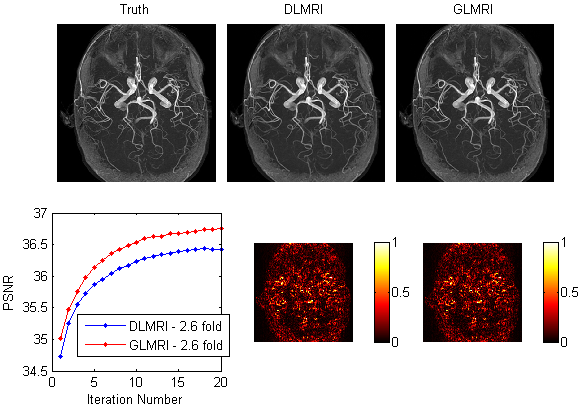 Truth
DLMRI
GLMRI
37
36.5
36
35.5
35
34.5
0
5
10
15
20
PSNR
Iteration Number
DLMRI - 2.6 fold
GLMRI - 2.6 fold
1
0.5
0
1
0.5
0